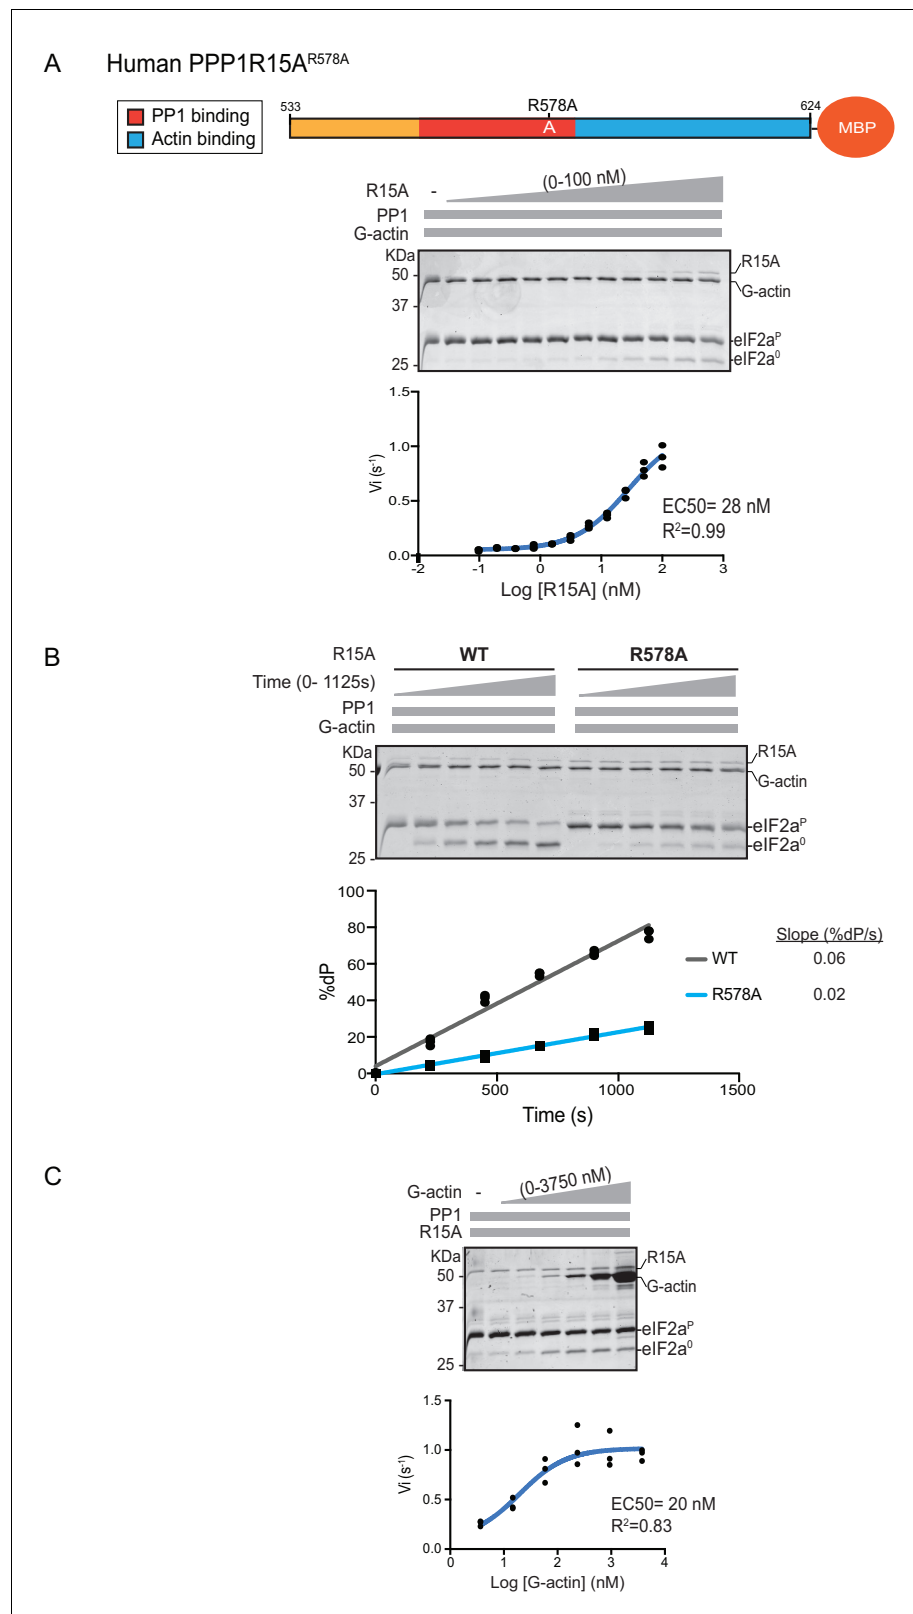 A Human PPP1R15A^R578A
533 R578A 624
PP1 binding
Actin binding
A
MBP
R15A - (0-100 nM)
PP1
G-actin
KDa
50
37
25
R15A
G-actin
eIF2a^P
eIF2a^0
1.5
1.0
0.5
0.0
Vi (s^-1)
EC50= 28 nM
R²=0.99
-2 -1 0 1 2 3
Log [R15A] (nM)
B
R15A WT R578A
Time (0- 1125s)
PP1
G-actin
KDa
50
37
25
R15A
G-actin
eIF2a^P
eIF2a^0
100
80
60
40
20
0
%dP
Slope (%dP/s)
WT 0.06
R578A 0.02
0 500 1000 1500
Time (s)
C
G-actin - (0-3750 nM)
PP1
R15A
KDa
50
37
25
R15A
G-actin
eIF2a^P
eIF2a^0
1.5
1.0
0.5
0.0
Vi (s^-1)
EC50= 20 nM
R²=0.83
0 1 2 3 4
Log [G-actin] (nM)